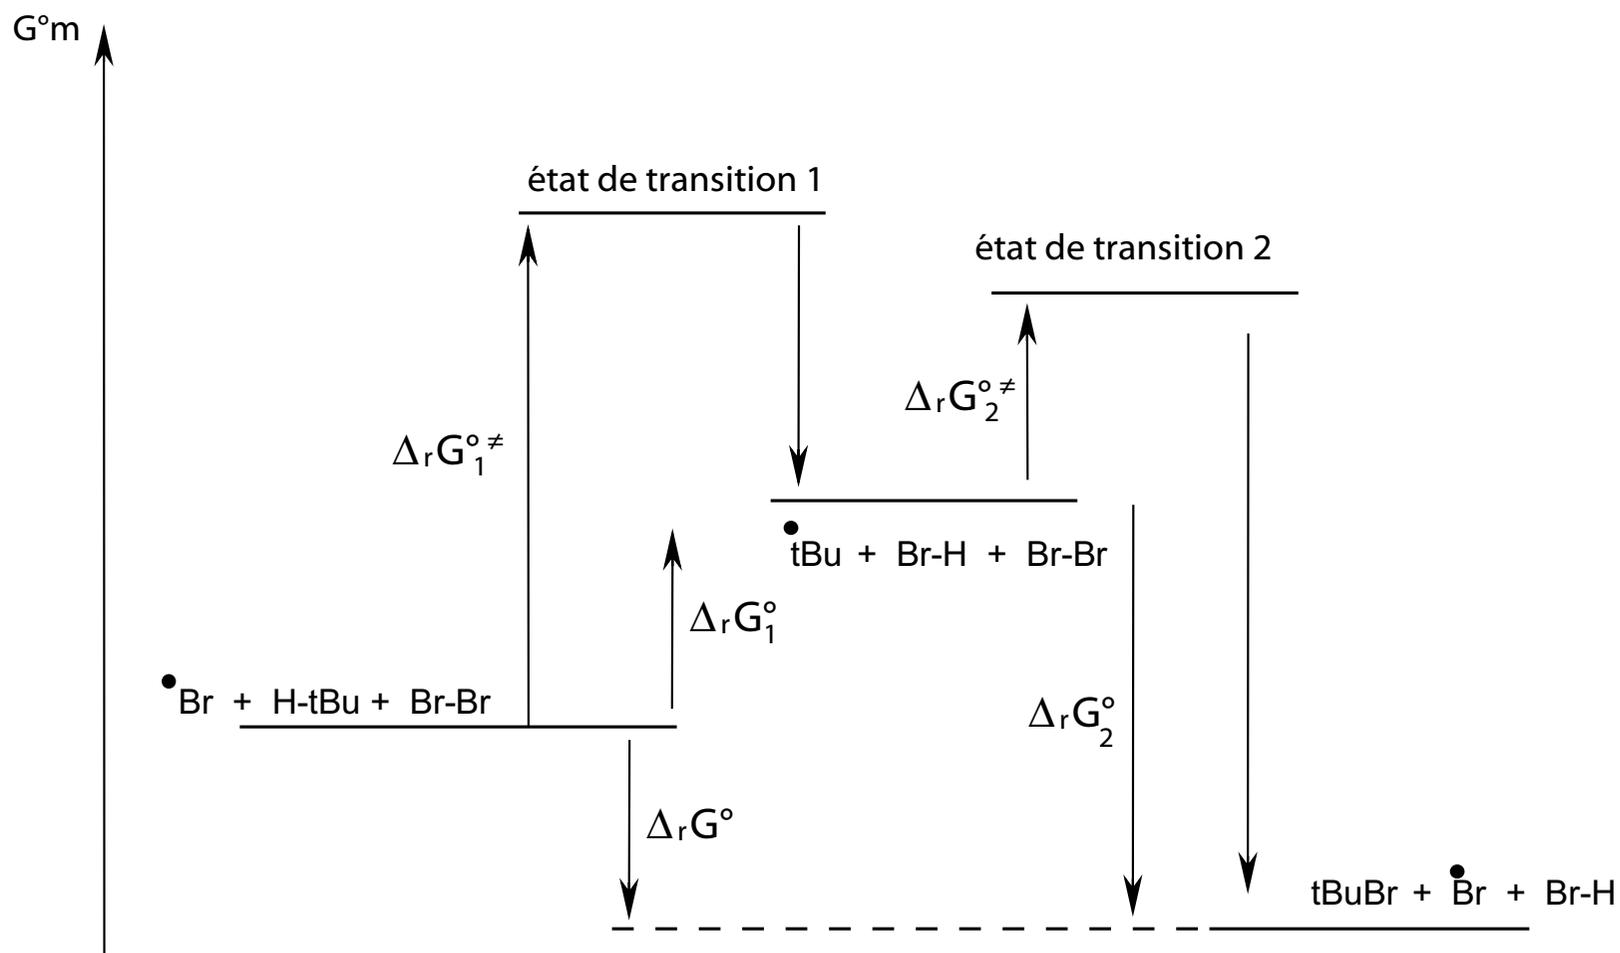 G°m
état de transition 1
état de transition 2
ΔrG°2≠
ΔrG°1≠
•tBu + Br-H + Br-Br
ΔrG°1
•Br + H-tBu + Br-Br
ΔrG°2
ΔrG°
tBuBr + •Br + Br-H